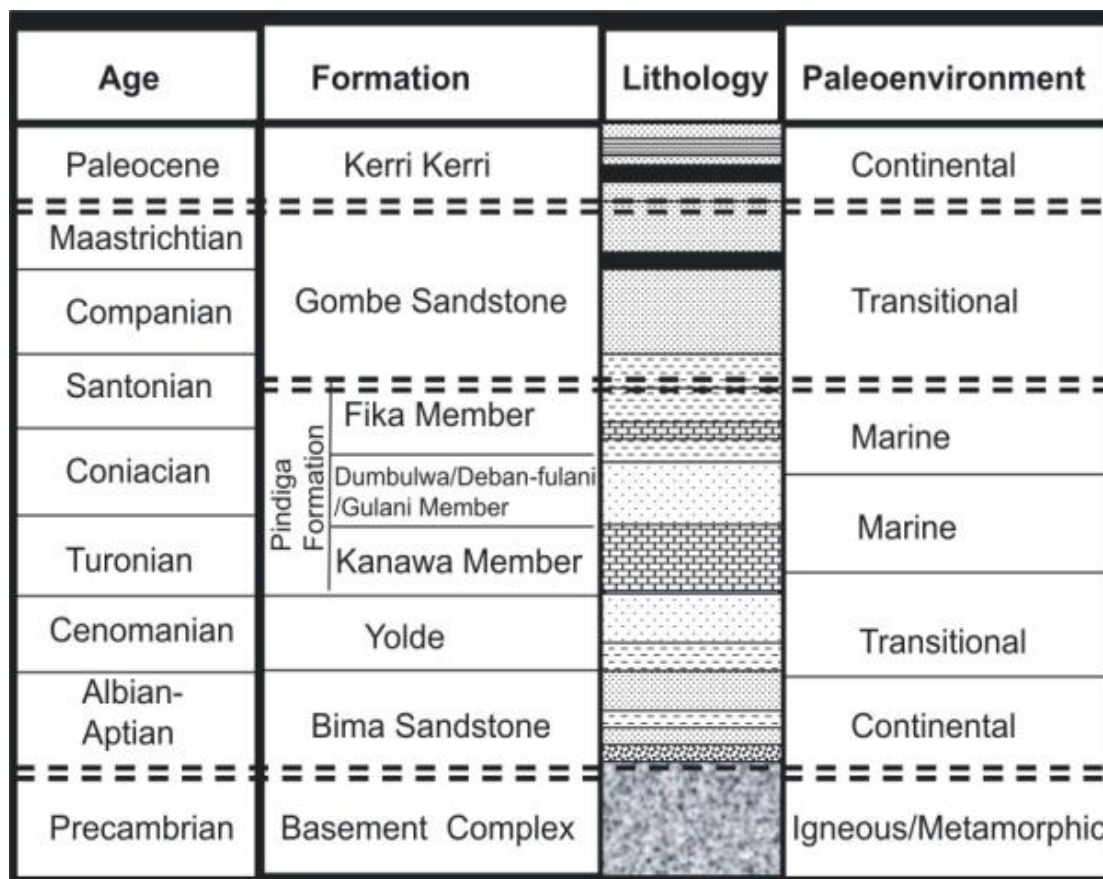 Age
Formation
Lithology
Paleoenvironment
Paleocene
Kerri Kerri
Continental
Maastrichtian
Companian
Gombe Sandstone
Transitional
Santonian
Pindiga
Formation
Fika Member
Marine
Coniacian
Dumbulwa/Deban-fulani
/Gulani Member
Marine
Turonian
Kanawa Member
Cenomanian
Yolde
Transitional
Albian-
Aptian
Bima Sandstone
Continental
Precambrian
Basement Complex
Igneous/Metamorphic